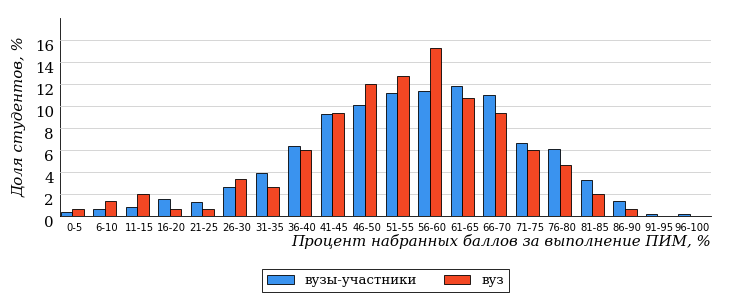 Доля студентов, %
16
14
12
10
8
6
4
2
0
0-5 6-10 11-15 16-20 21-25 26-30 31-35 36-40 41-45 46-50 51-55 56-60 61-65 66-70 71-75 76-80 81-85 86-90 91-95 96-100
Процент набранных баллов за выполнение ПИМ, %
вузы-участники вуз